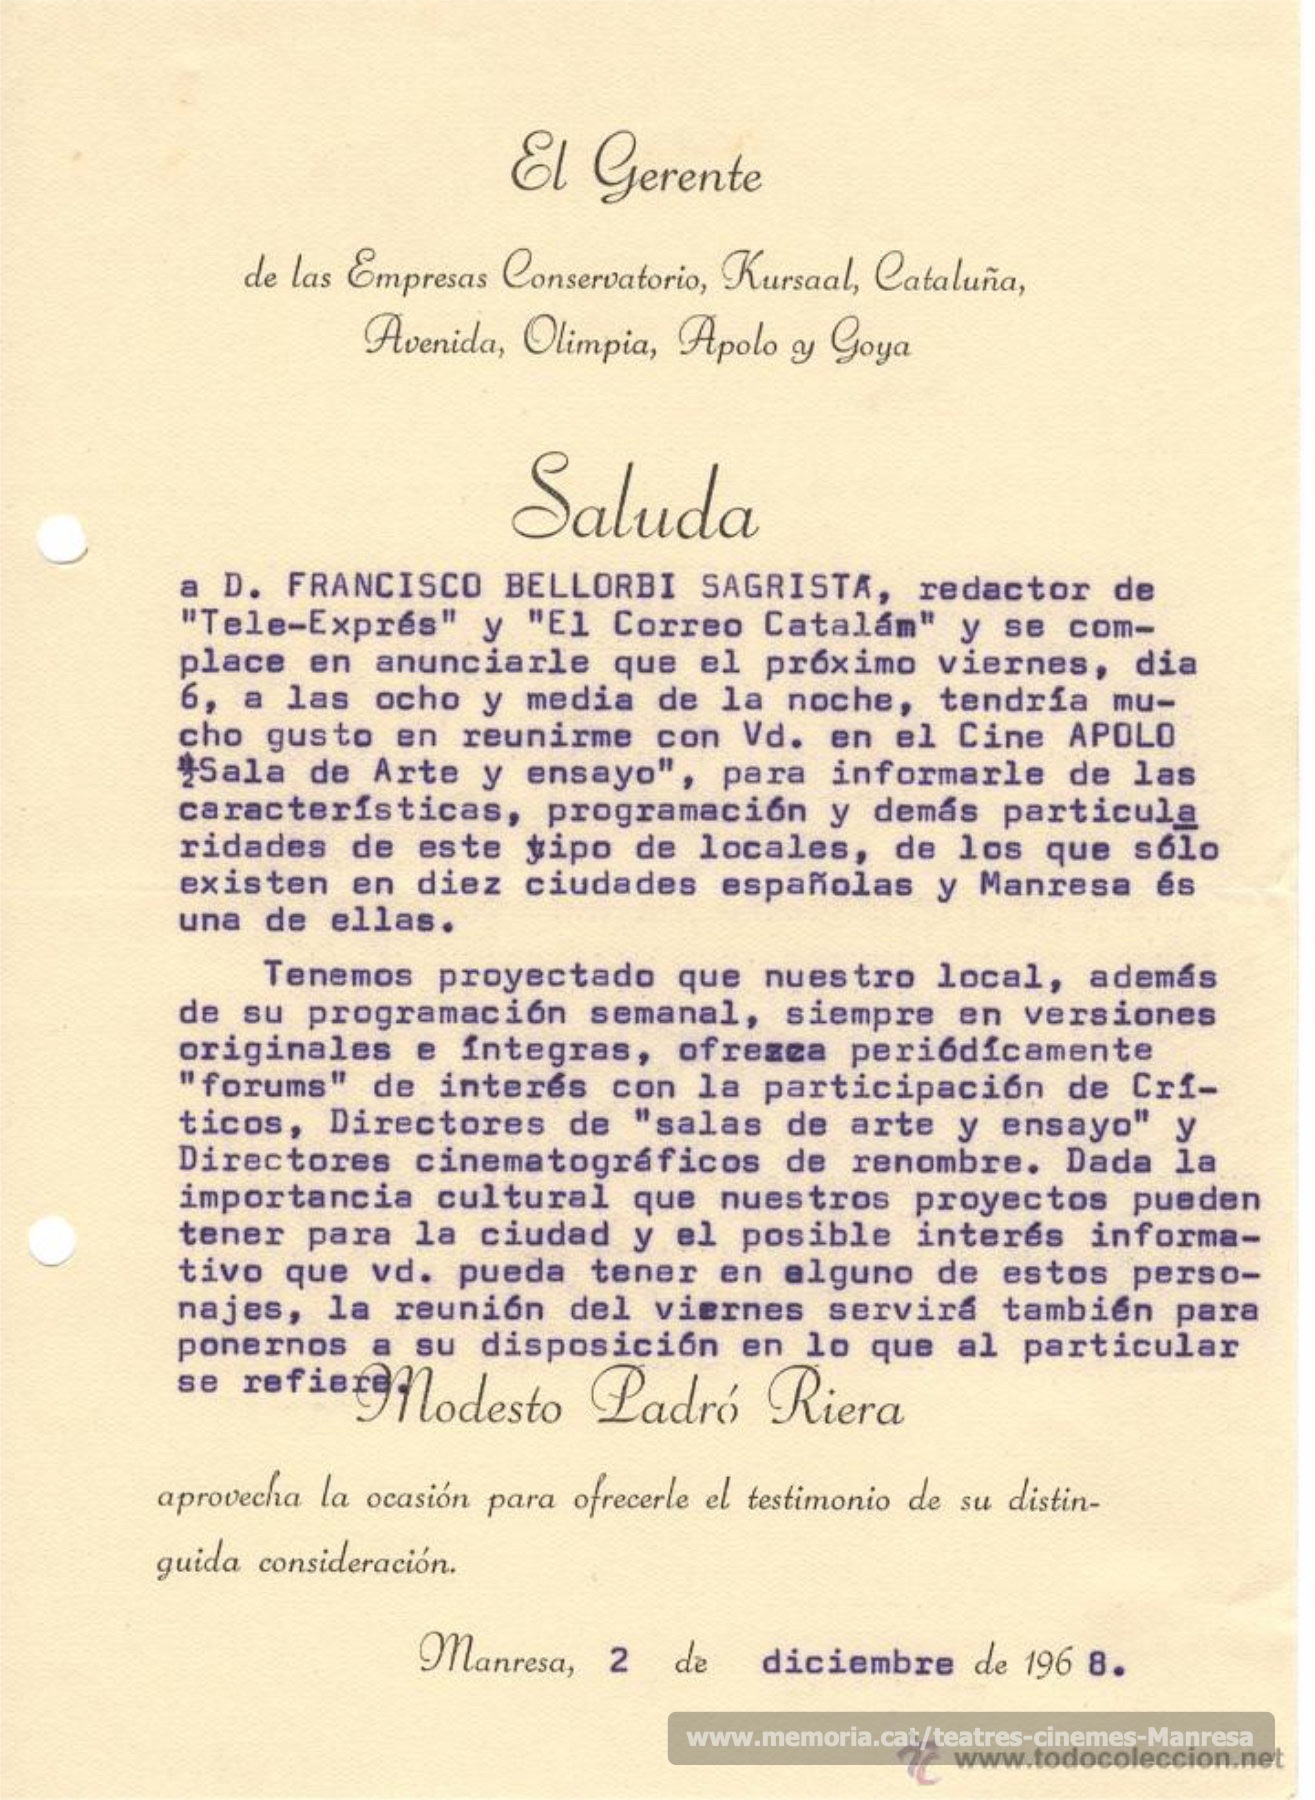 El Gerente
de las Empresas Conservatorio, Kursaal, Cataluña,
Avenida, Olimpia, Apolo y Goya
Saluda
a D. FRANCISCO BELLORBI SAGRISTA, redactor de
"Tele-Exprés" y "El Correo Catalám" y se com-
place en anunciarle que el próximo viernes, dia
6, a las ocho y media de la noche, tendría mu-
cho gusto en reunirme con Vd. en el Cine APOLO
"Sala de Arte y ensayo", para informarle de las
características, programación y demás particula
ridades de este tipo de locales, de los que sólo
existen en diez ciudades españolas y Manresa és
una de ellas.
Tenemos proyectado que nuestro local, además
de su programación semanal, siempre en versiones
originales e íntegras, ofrezca periódícamente
"forums" de interés con la participación de Crí-
ticos, Directores de "salas de arte y ensayo" y
Directores cinematográficos de renombre. Dada la
importancia cultural que nuestros proyectos pueden
tener para la ciudad y el posible interés informa-
tivo que vd. pueda tener en alguno de estos perso-
najes, la reunión del viernes servirá también para
ponernos a su disposición en lo que al particular
se refiere.
Modesto Padró Riera
aprovecha la ocasión para ofrecerle el testimonio de su distin-
guida consideración.
Manresa, 2 de diciembre de 1968.
www.memoria.cat/teatres-cinemes-Manresa
tc www.todocoleccion.net